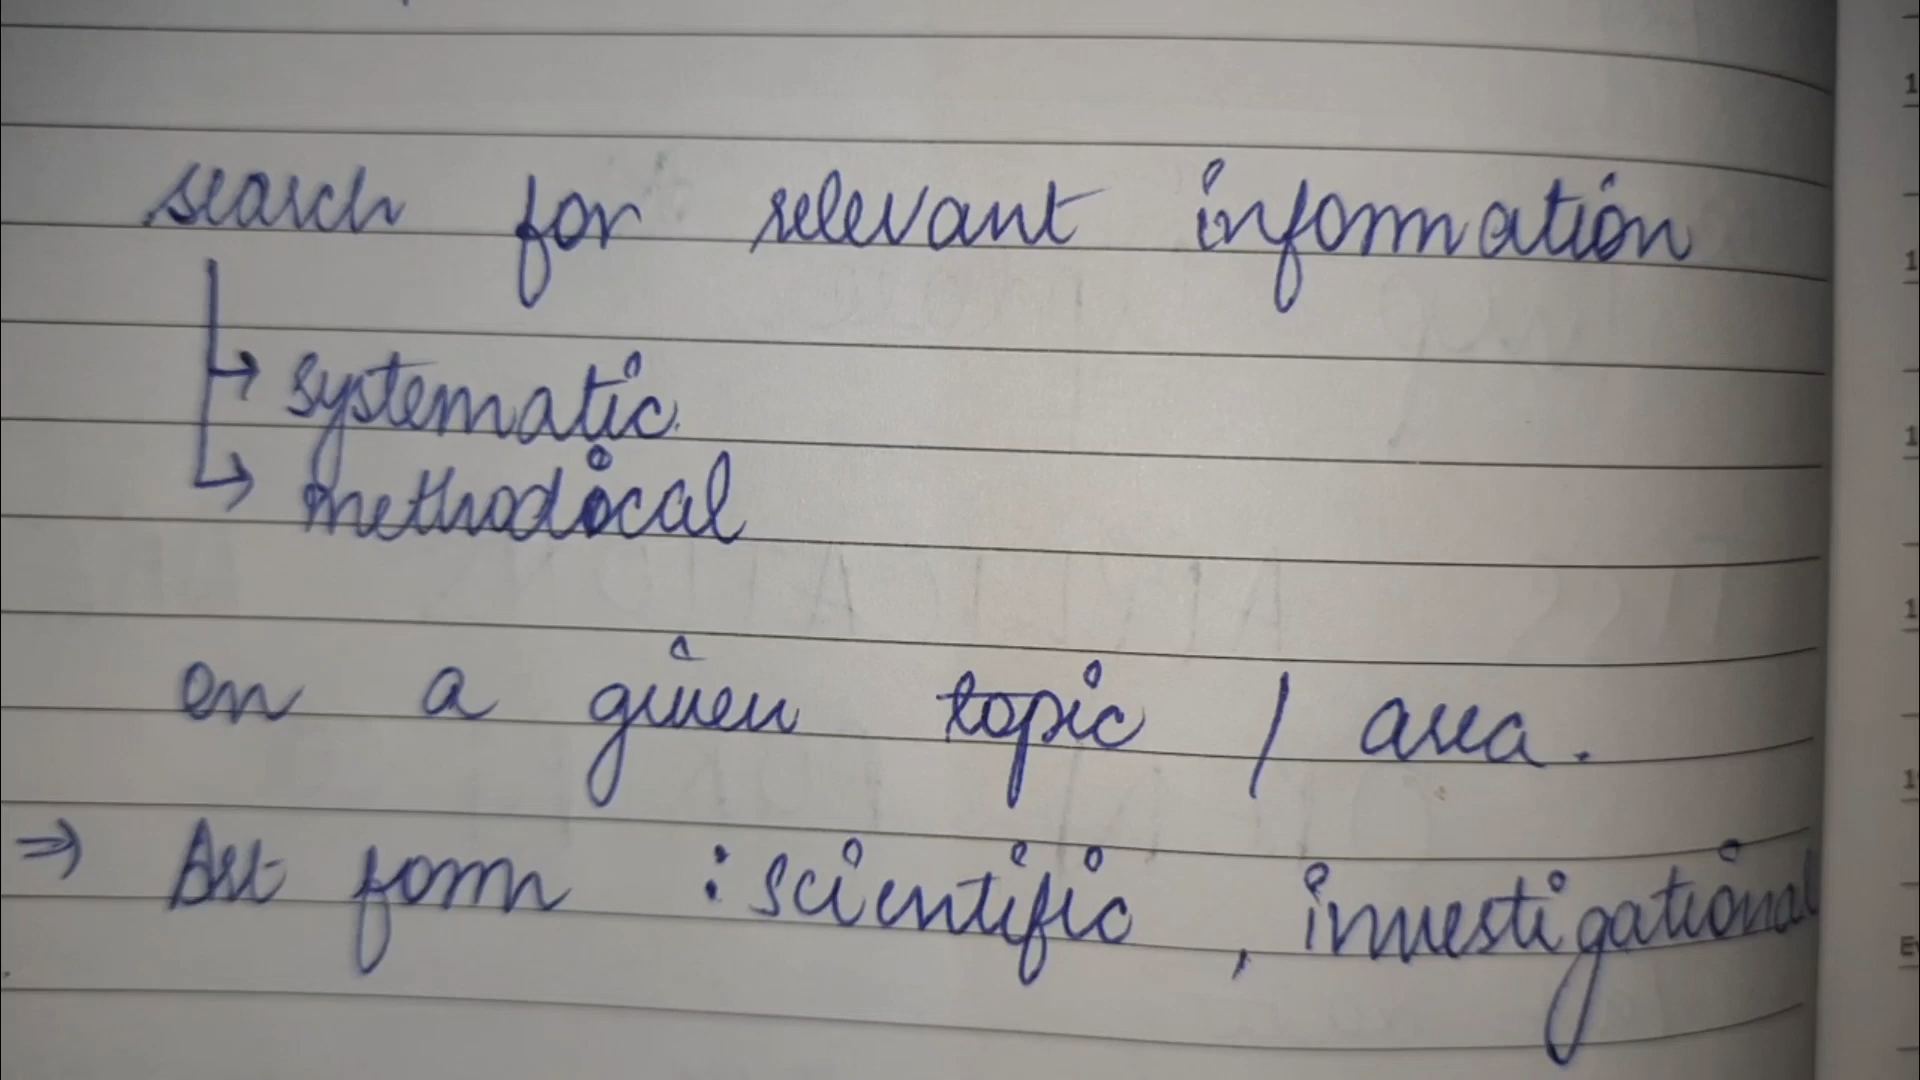 search for relevant information
↳ systematic.
↳ methodical
on a given topic / area.
⇒ Art form : scientific , investigational